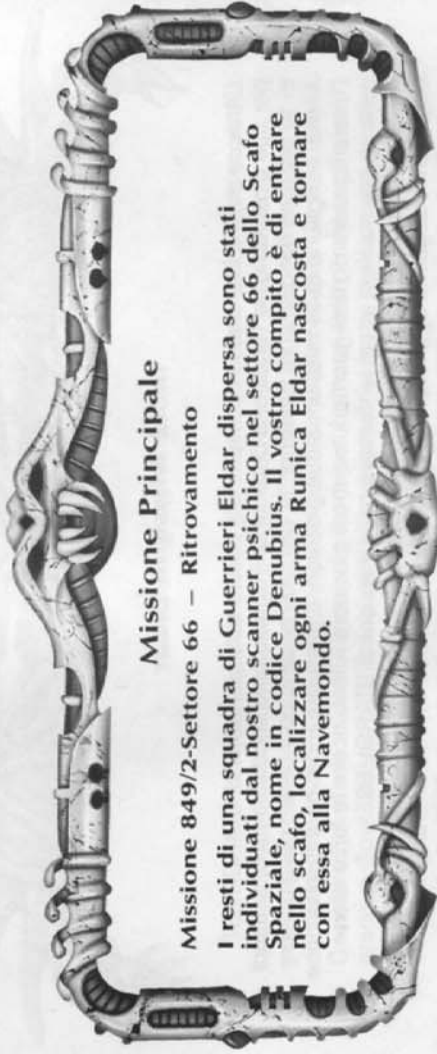 Missione Principale
Missione 849/2-Settore 66 – Ritrovamento
I resti di una squadra di Guerrieri Eldar dispersa sono stati
individuati dal nostro scanner psichico nel settore 66 dello Scafo
Spaziale, nome in codice Denubius. Il vostro compito è di entrare
nello scafo, localizzare ogni arma Runica Eldar nascosta e tornare
con essa alla Navemondo.